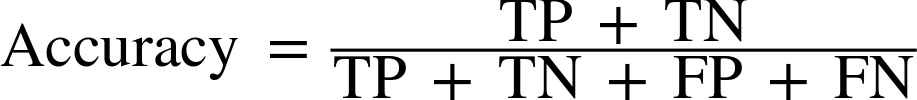 Accuracy = TP + TN
TP + TN + FP + FN